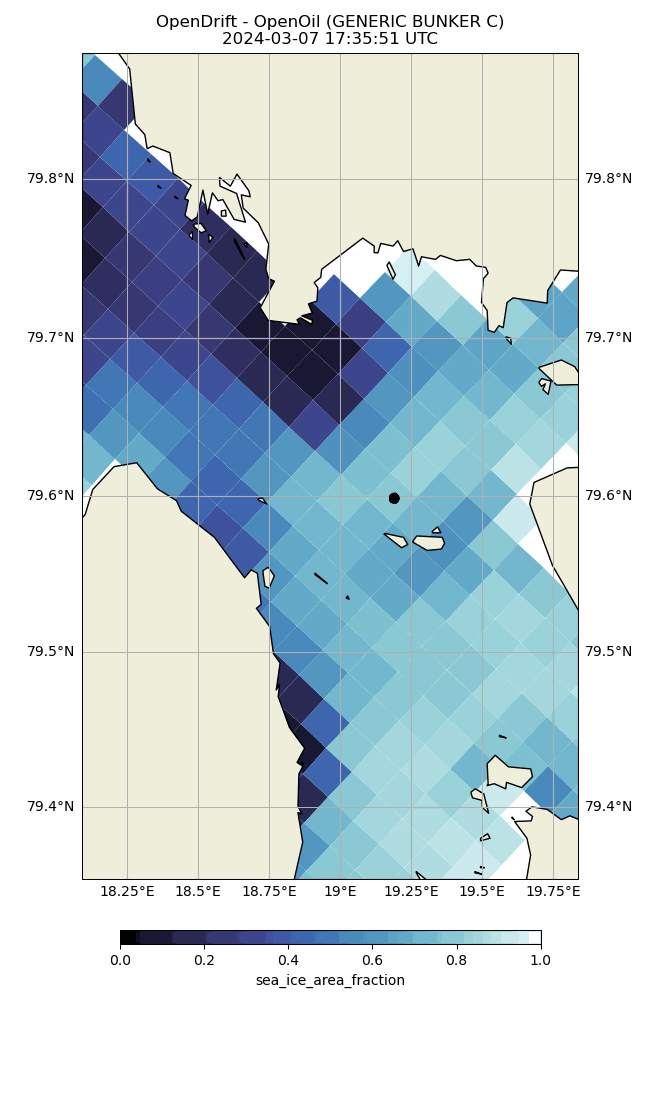 OpenDrift - OpenOil (GENERIC BUNKER C)
2024-03-07 17:35:51 UTC
79.8°N 79.8°N
79.7°N 79.7°N
79.6°N 79.6°N
79.5°N 79.5°N
79.4°N 79.4°N
18.25°E 18.5°E 18.75°E 19°E 19.25°E 19.5°E 19.75°E
0.0 0.2 0.4 0.6 0.8 1.0
sea_ice_area_fraction